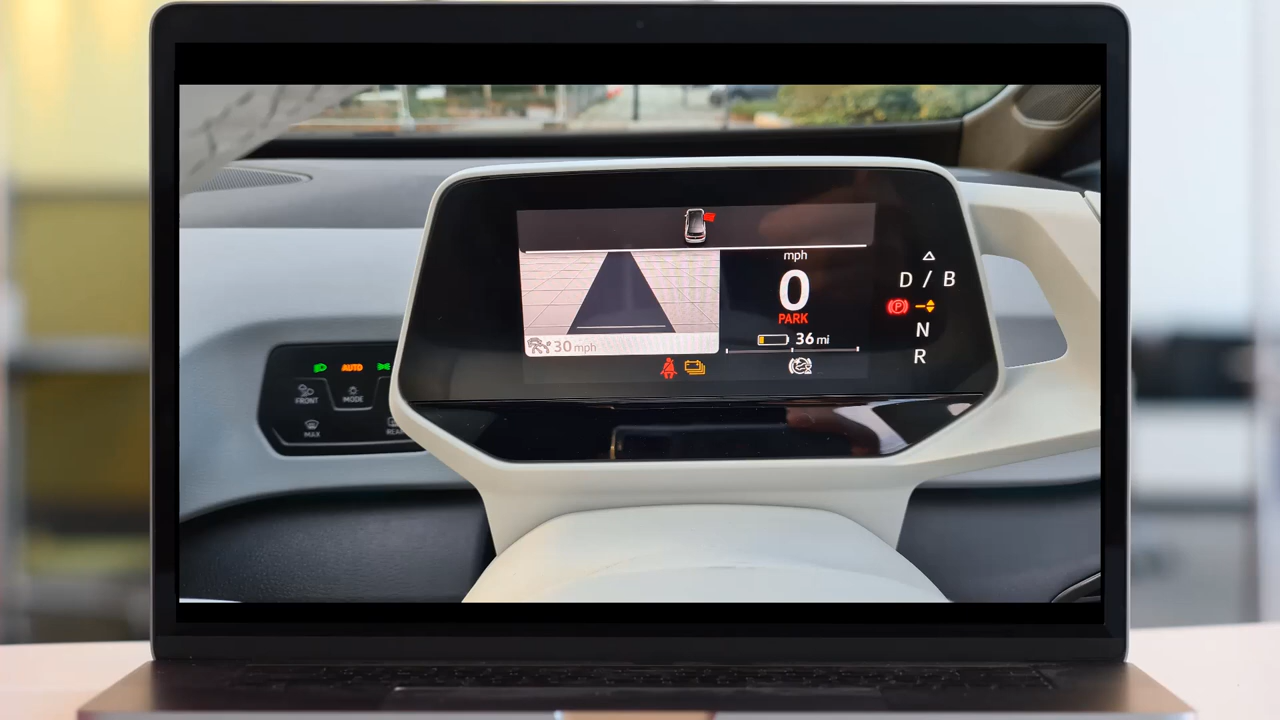 mph
0
PARK
36 mi
30 mph
D / B
P
N
R
AUTO
FRONT
MODE
MAX
REAR